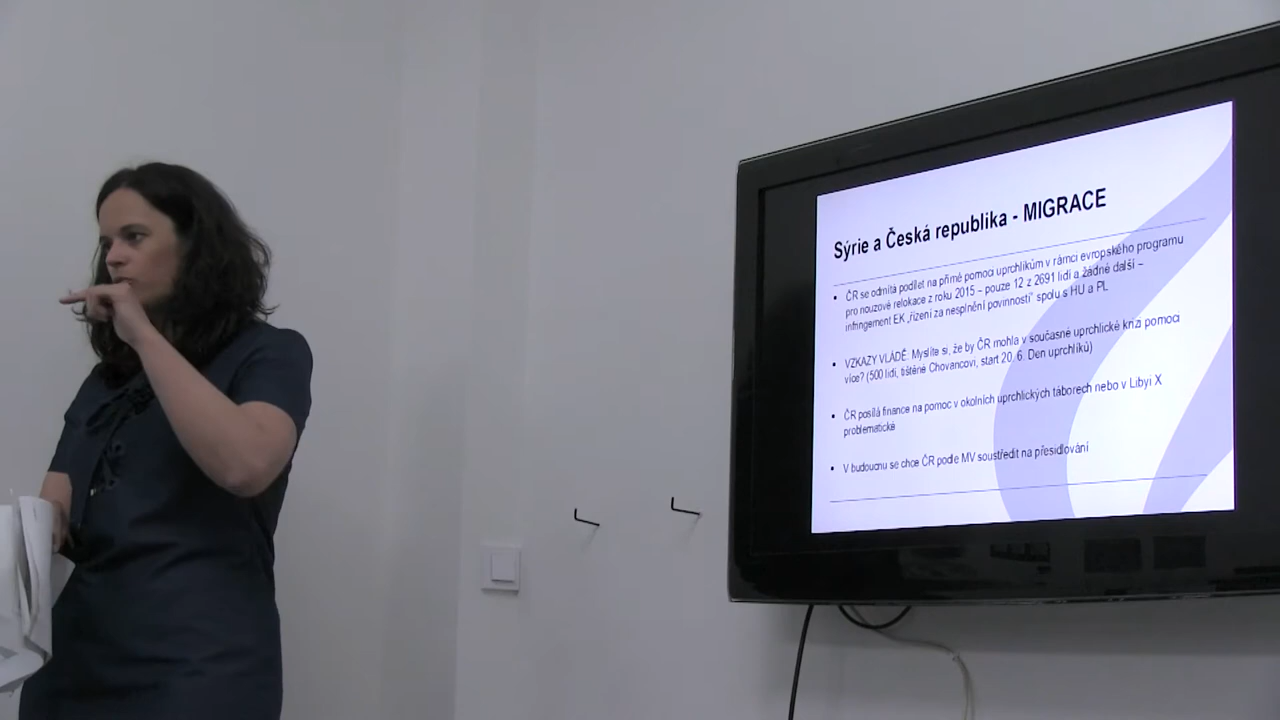 Sýrie a Česká republika - MIGRACE
• ČR se odmítá podílet na přímé pomoci uprchlíkům v rámci evropského programu
pro nouzové relokace z roku 2015 – pouze 12 z 2691 lidí a žádné další –
infringement EK „řízení za nesplnění povinnosti“ spolu s HU a PL
• VZKAZY VLÁDĚ: Myslíte si, že by ČR mohla v současné uprchlické krizi pomoci
více? (500 lidí, tištěné Chovancovi, start 20. 6. Den uprchlíků)
• ČR posílá finance na pomoc v okolních uprchlických táborech nebo v Libyi X
problematické
• V budoucnu se chce ČR podle MV soustředit na přesidlování